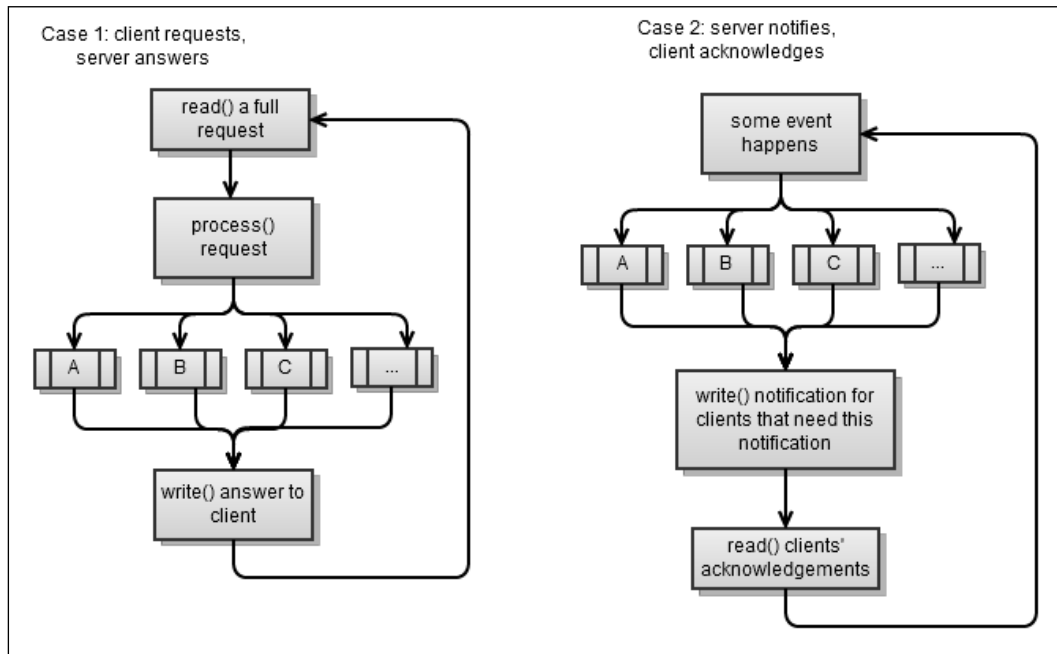 Case 1: client requests,
server answers
read() a full
request
process()
request
A
B
C
...
write() answer to
client
Case 2: server notifies,
client acknowledges
some event
happens
A
B
C
...
write() notification for
clients that need this
notification
read() clients'
acknowledgements